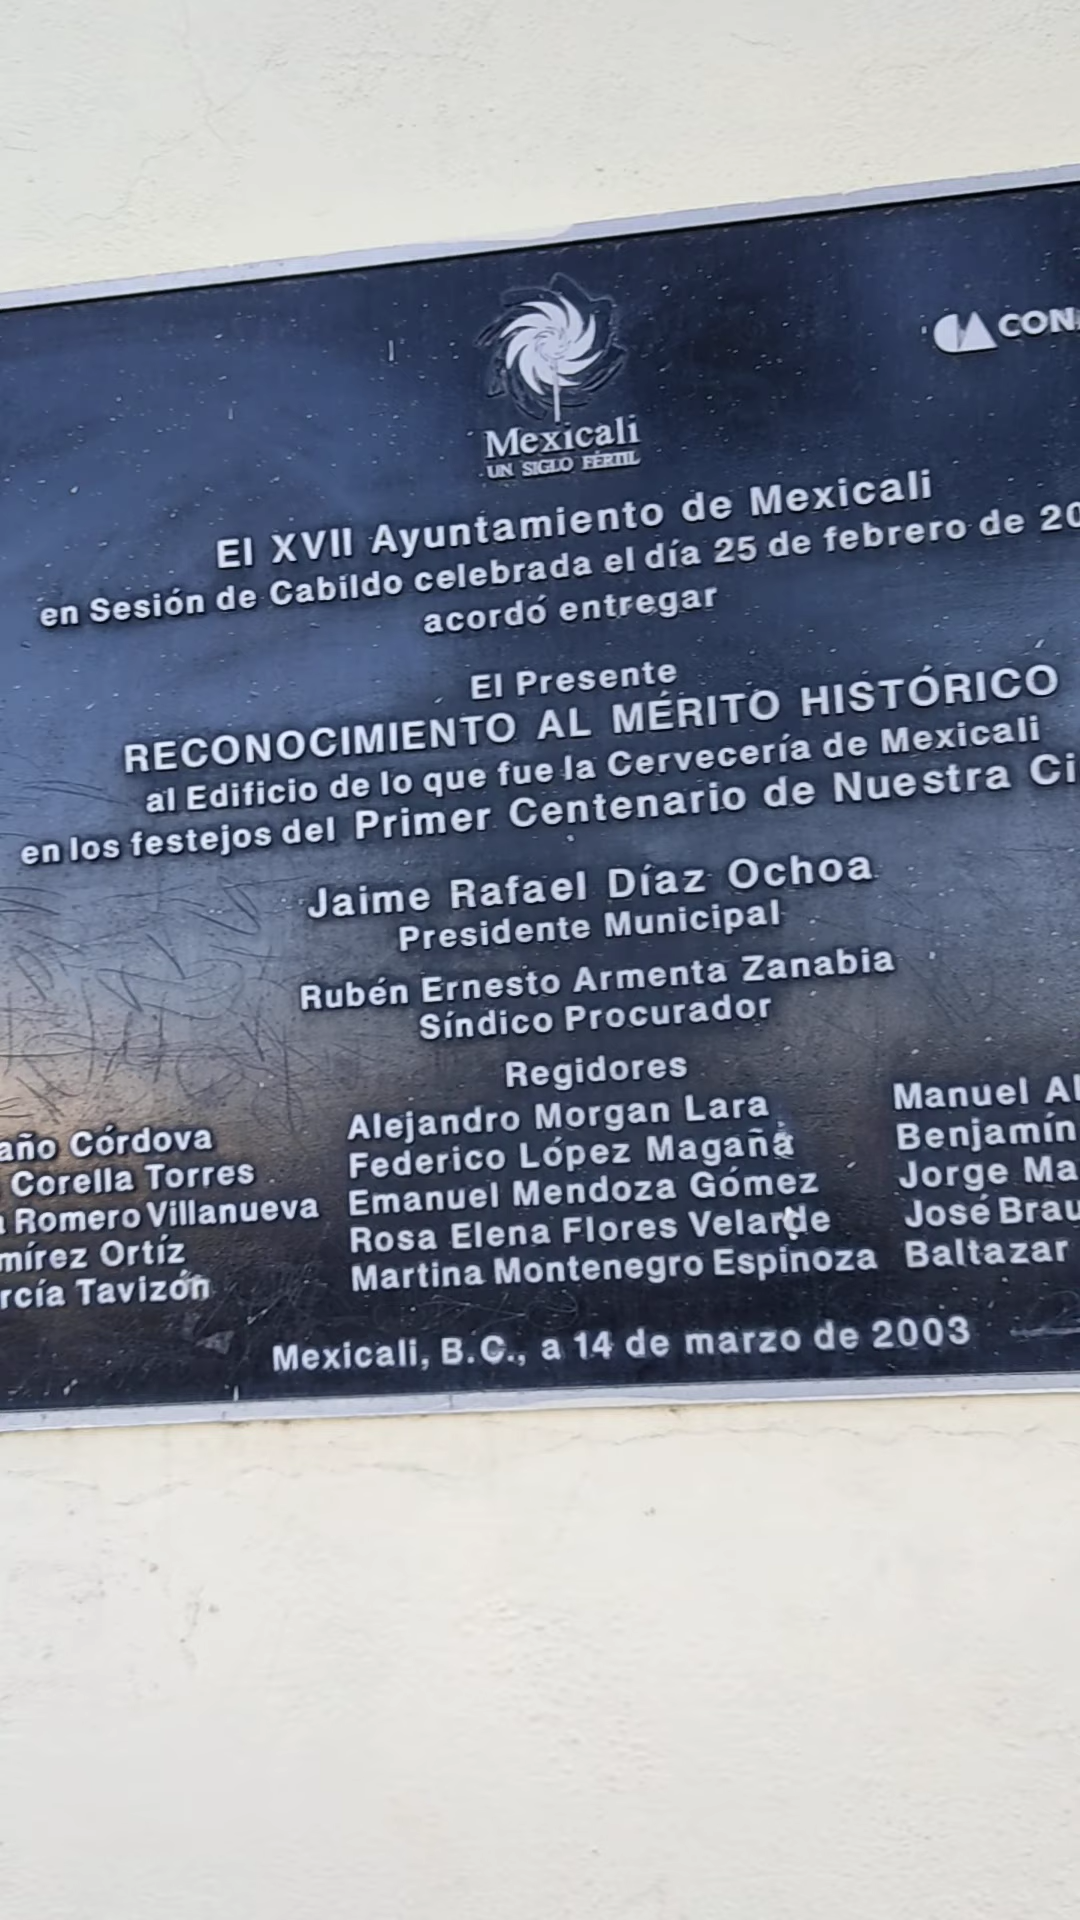 CON
Mexicali
UN SIGLO FÉRTIL
El XVII Ayuntamiento de Mexicali
en Sesión de Cabildo celebrada el día 25 de febrero de 20
acordó entregar
El Presente
RECONOCIMIENTO AL MÉRITO HISTÓRICO
al Edificio de lo que fue la Cervecería de Mexicali
en los festejos del Primer Centenario de Nuestra Ci
Jaime Rafael Díaz Ochoa
Presidente Municipal
Rubén Ernesto Armenta Zanabia
Síndico Procurador
Regidores
año Córdova
Corella Torres
a Romero Villanueva
mírez Ortíz
rcía Tavizón
Alejandro Morgan Lara
Federico López Magaña
Emanuel Mendoza Gómez
Rosa Elena Flores Velarde
Martina Montenegro Espinoza
Manuel Al
Benjamín
Jorge Ma
José Brau
Baltazar
Mexicali, B.C., a 14 de marzo de 2003